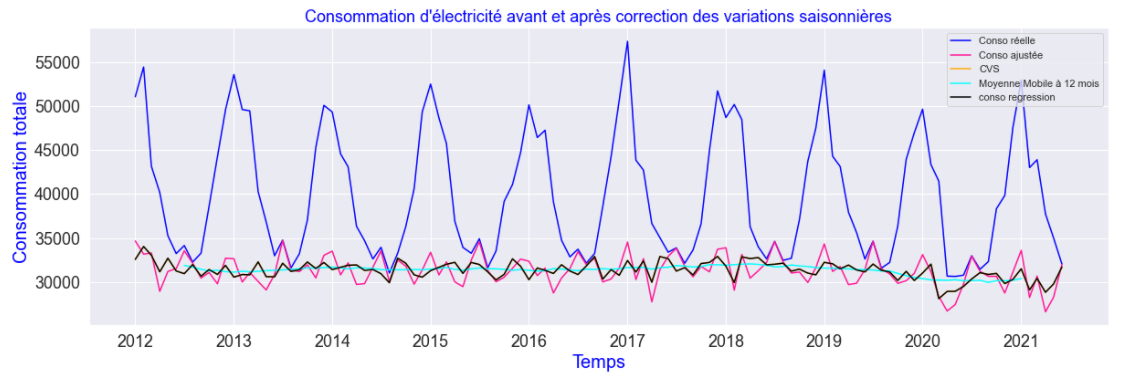 Consommation d'électricité avant et après correction des variations saisonnières
Conso réelle
Conso ajustée
CVS
Moyenne Mobile à 12 mois
conso regression
Consommation totale
55000
50000
45000
40000
35000
30000
2012 2013 2014 2015 2016 2017 2018 2019 2020 2021
Temps